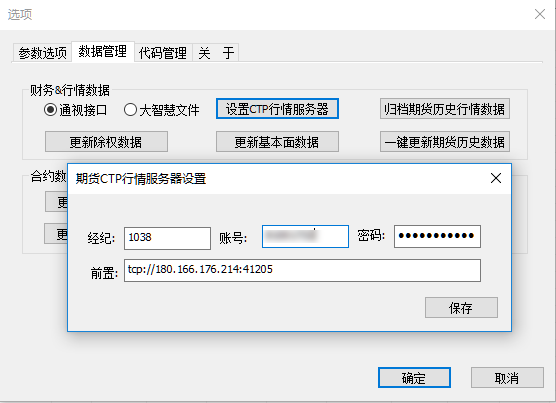 选项
参数选项 数据管理 代码管理 关 于
财务&行情数据
通视接口 大智慧文件 设置CTP行情服务器 归档期货历史行情数据
更新除权数据 更新基本面数据 一键更新期货历史数据
合约数
更
更
期货CTP行情服务器设置
经纪: 1038 账号: 密码: ●●●●●●●●●●●
前置: tcp://180.166.176.214:41205
保存
确定 取消